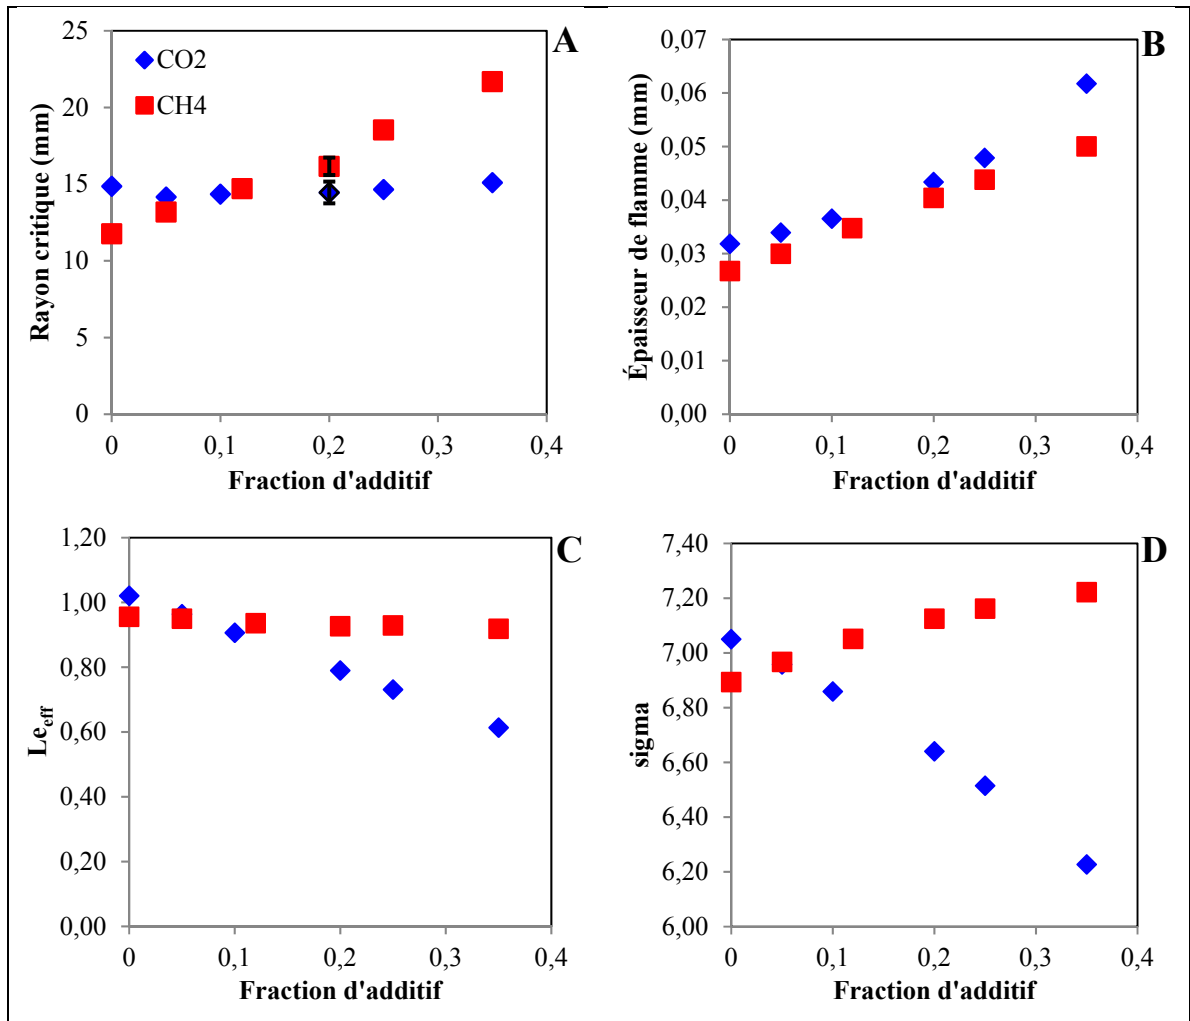 A
25
20
15
10
5
0
Rayon critique (mm)
CO2
CH4
0 0,1 0,2 0,3 0,4
Fraction d'additif
B
0,07
0,06
0,05
0,04
0,03
0,02
0,01
0,00
Épaisseur de flamme (mm)
0 0,1 0,2 0,3 0,4
Fraction d'additif
C
1,20
1,00
0,80
0,60
0,40
0,20
0,00
Le_eff
0 0,1 0,2 0,3 0,4
Fraction d'additif
D
7,40
7,20
7,00
6,80
6,60
6,40
6,20
6,00
sigma
0 0,1 0,2 0,3 0,4
Fraction d'additif